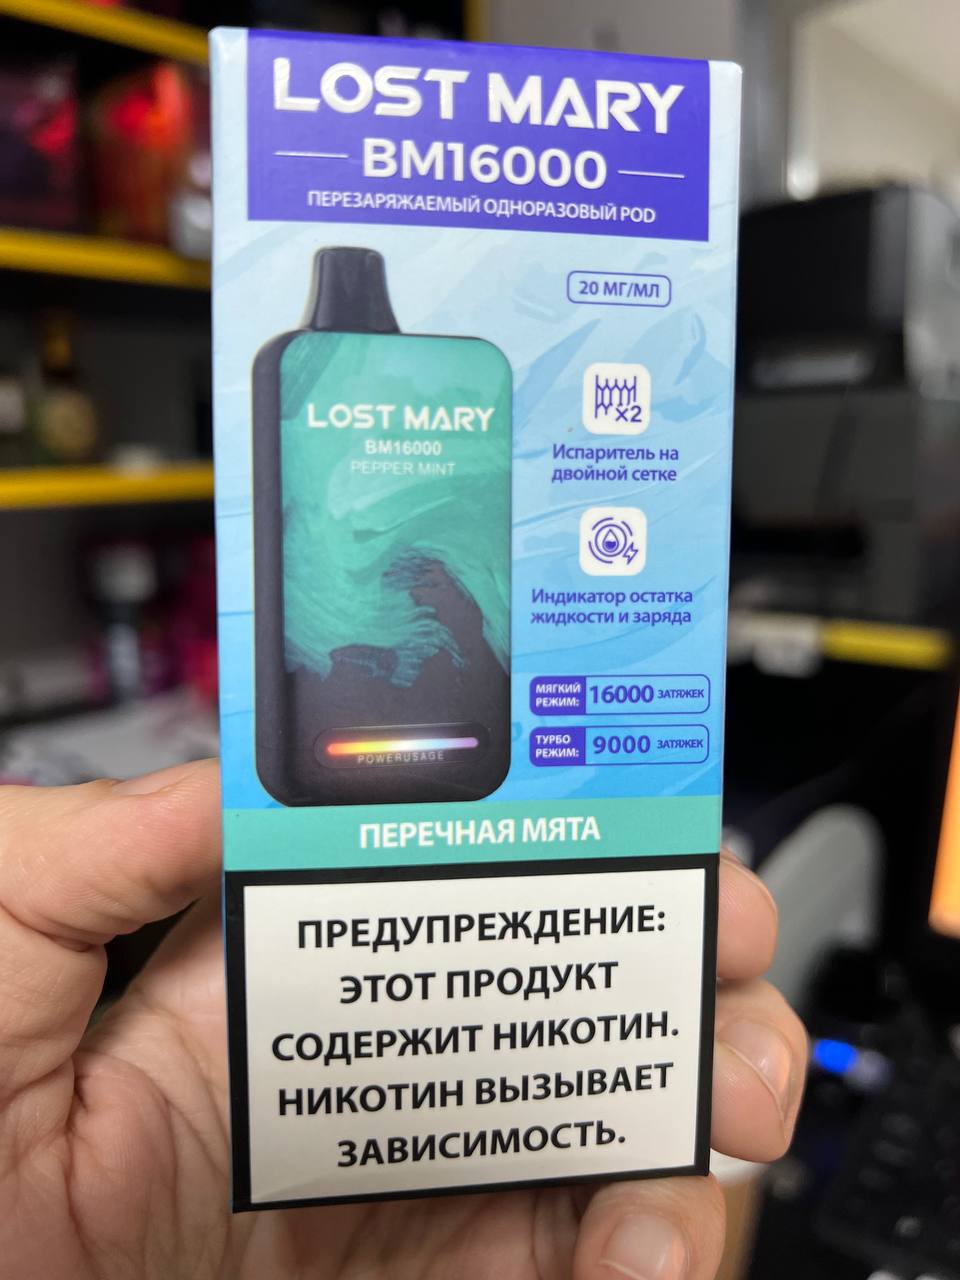 LOST MARY
BM16000
ПЕРЕЗАРЯЖАЕМЫЙ ОДНОРАЗОВЫЙ POD
20 МГ/МЛ
LOST MARY
BM16000
PEPPER MINT
x2
Испаритель на
двойной сетке
Индикатор остатка
жидкости и заряда
МЯГКИЙ
РЕЖИМ:
16000 ЗАТЯЖЕК
ТУРБО
РЕЖИМ:
9000 ЗАТЯЖЕК
POWERUSAGE
ПЕРЕЧНАЯ МЯТА
ПРЕДУПРЕЖДЕНИЕ:
ЭТОТ ПРОДУКТ
СОДЕРЖИТ НИКОТИН.
НИКОТИН ВЫЗЫВАЕТ
ЗАВИСИМОСТЬ.